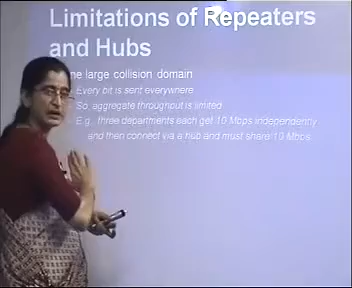 Limitations of Repeaters
and Hubs
ne large collision domain
Every bit is sent everywhere
So, aggregate throughput is limited
E.g., three departments each get 10 Mbps independently
and then connect via a hub and must share 10 Mbps